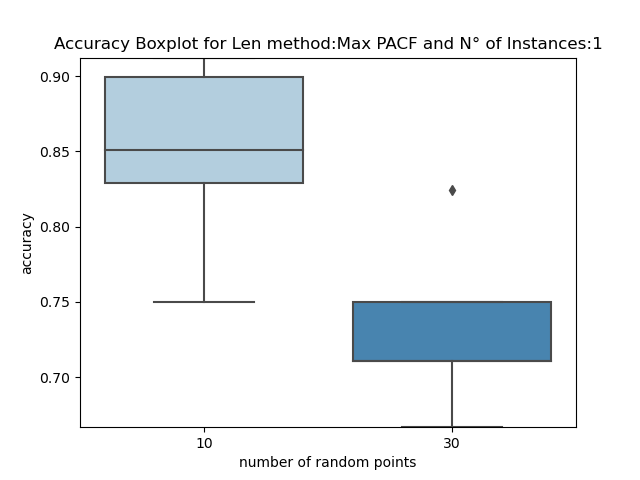 Accuracy Boxplot for Len method:Max PACF and N° of Instances:1
0.90
0.85
0.80
0.75
0.70
accuracy
10
30
number of random points